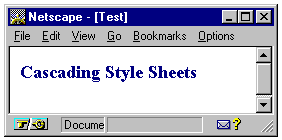 Netscape - [Test]
File Edit View Go Bookmarks Options
Cascading Style Sheets
Docume
?